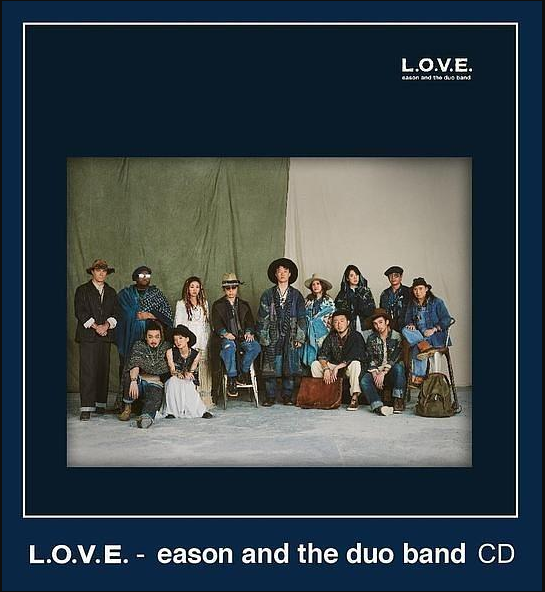 L.O.V.E.
eason and the duo band
L.O.V.E. - eason and the duo band CD